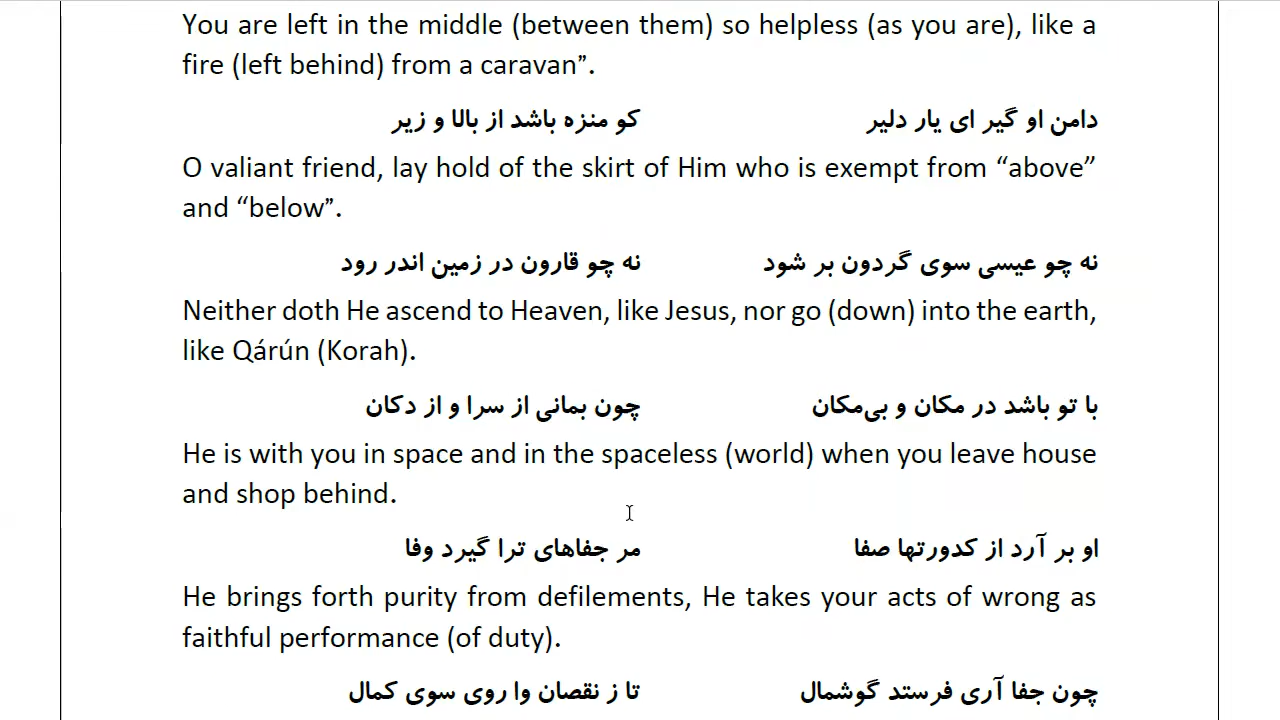 You are left in the middle (between them) so helpless (as you are), like a
fire (left behind) from a caravan”.
دامن او گیر ای یار دلیر کو منزه باشد از بالا و زیر
O valiant friend, lay hold of the skirt of Him who is exempt from “above”
and “below”.
نه چو عیسی سوی گردون بر شود نه چو قارون در زمین اندر رود
Neither doth He ascend to Heaven, like Jesus, nor go (down) into the earth,
like Qárún (Korah).
با تو باشد در مکان و بی‌مکان چون بمانی از سرا و از دکان
He is with you in space and in the spaceless (world) when you leave house
and shop behind.
او بر آرد از کدورتها صفا مر جفاهای ترا گیرد وفا
He brings forth purity from defilements, He takes your acts of wrong as
faithful performance (of duty).
چون جفا آری فرستد گوشمال تا ز نقصان وا روی سوی کمال